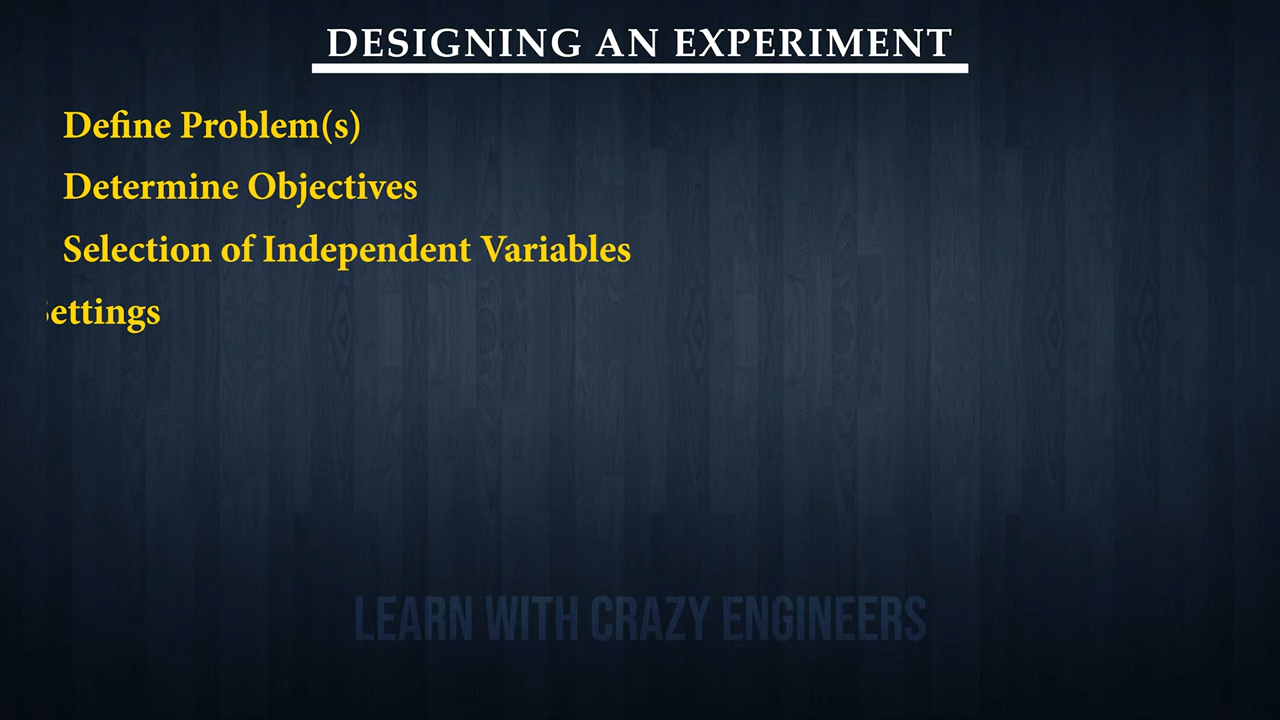 DESIGNING AN EXPERIMENT
Define Problem(s)
Determine Objectives
Selection of Independent Variables
ettings
LEARN WITH CRAZY ENGINEERS